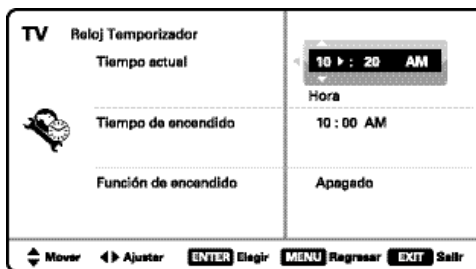 TV Reloj Temporizador
Tiempo actual 10 : 20 AM
Hora
Tiempo de encendido 10 : 00 AM
Función de encendido Apagado
Mover Ajustar ENTER Elegir MENU Regresar EXIT Salir